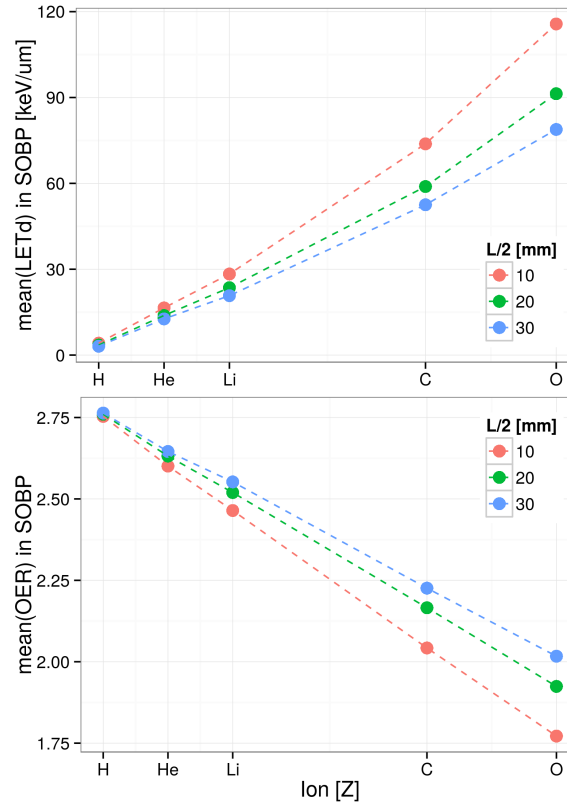 120
90
60
30
0
mean(LETd) in SOBP [keV/um]
L/2 [mm]
10
20
30
H He Li C O
2.75
2.50
2.25
2.00
1.75
mean(OER) in SOBP
L/2 [mm]
10
20
30
H He Li C O
Ion [Z]